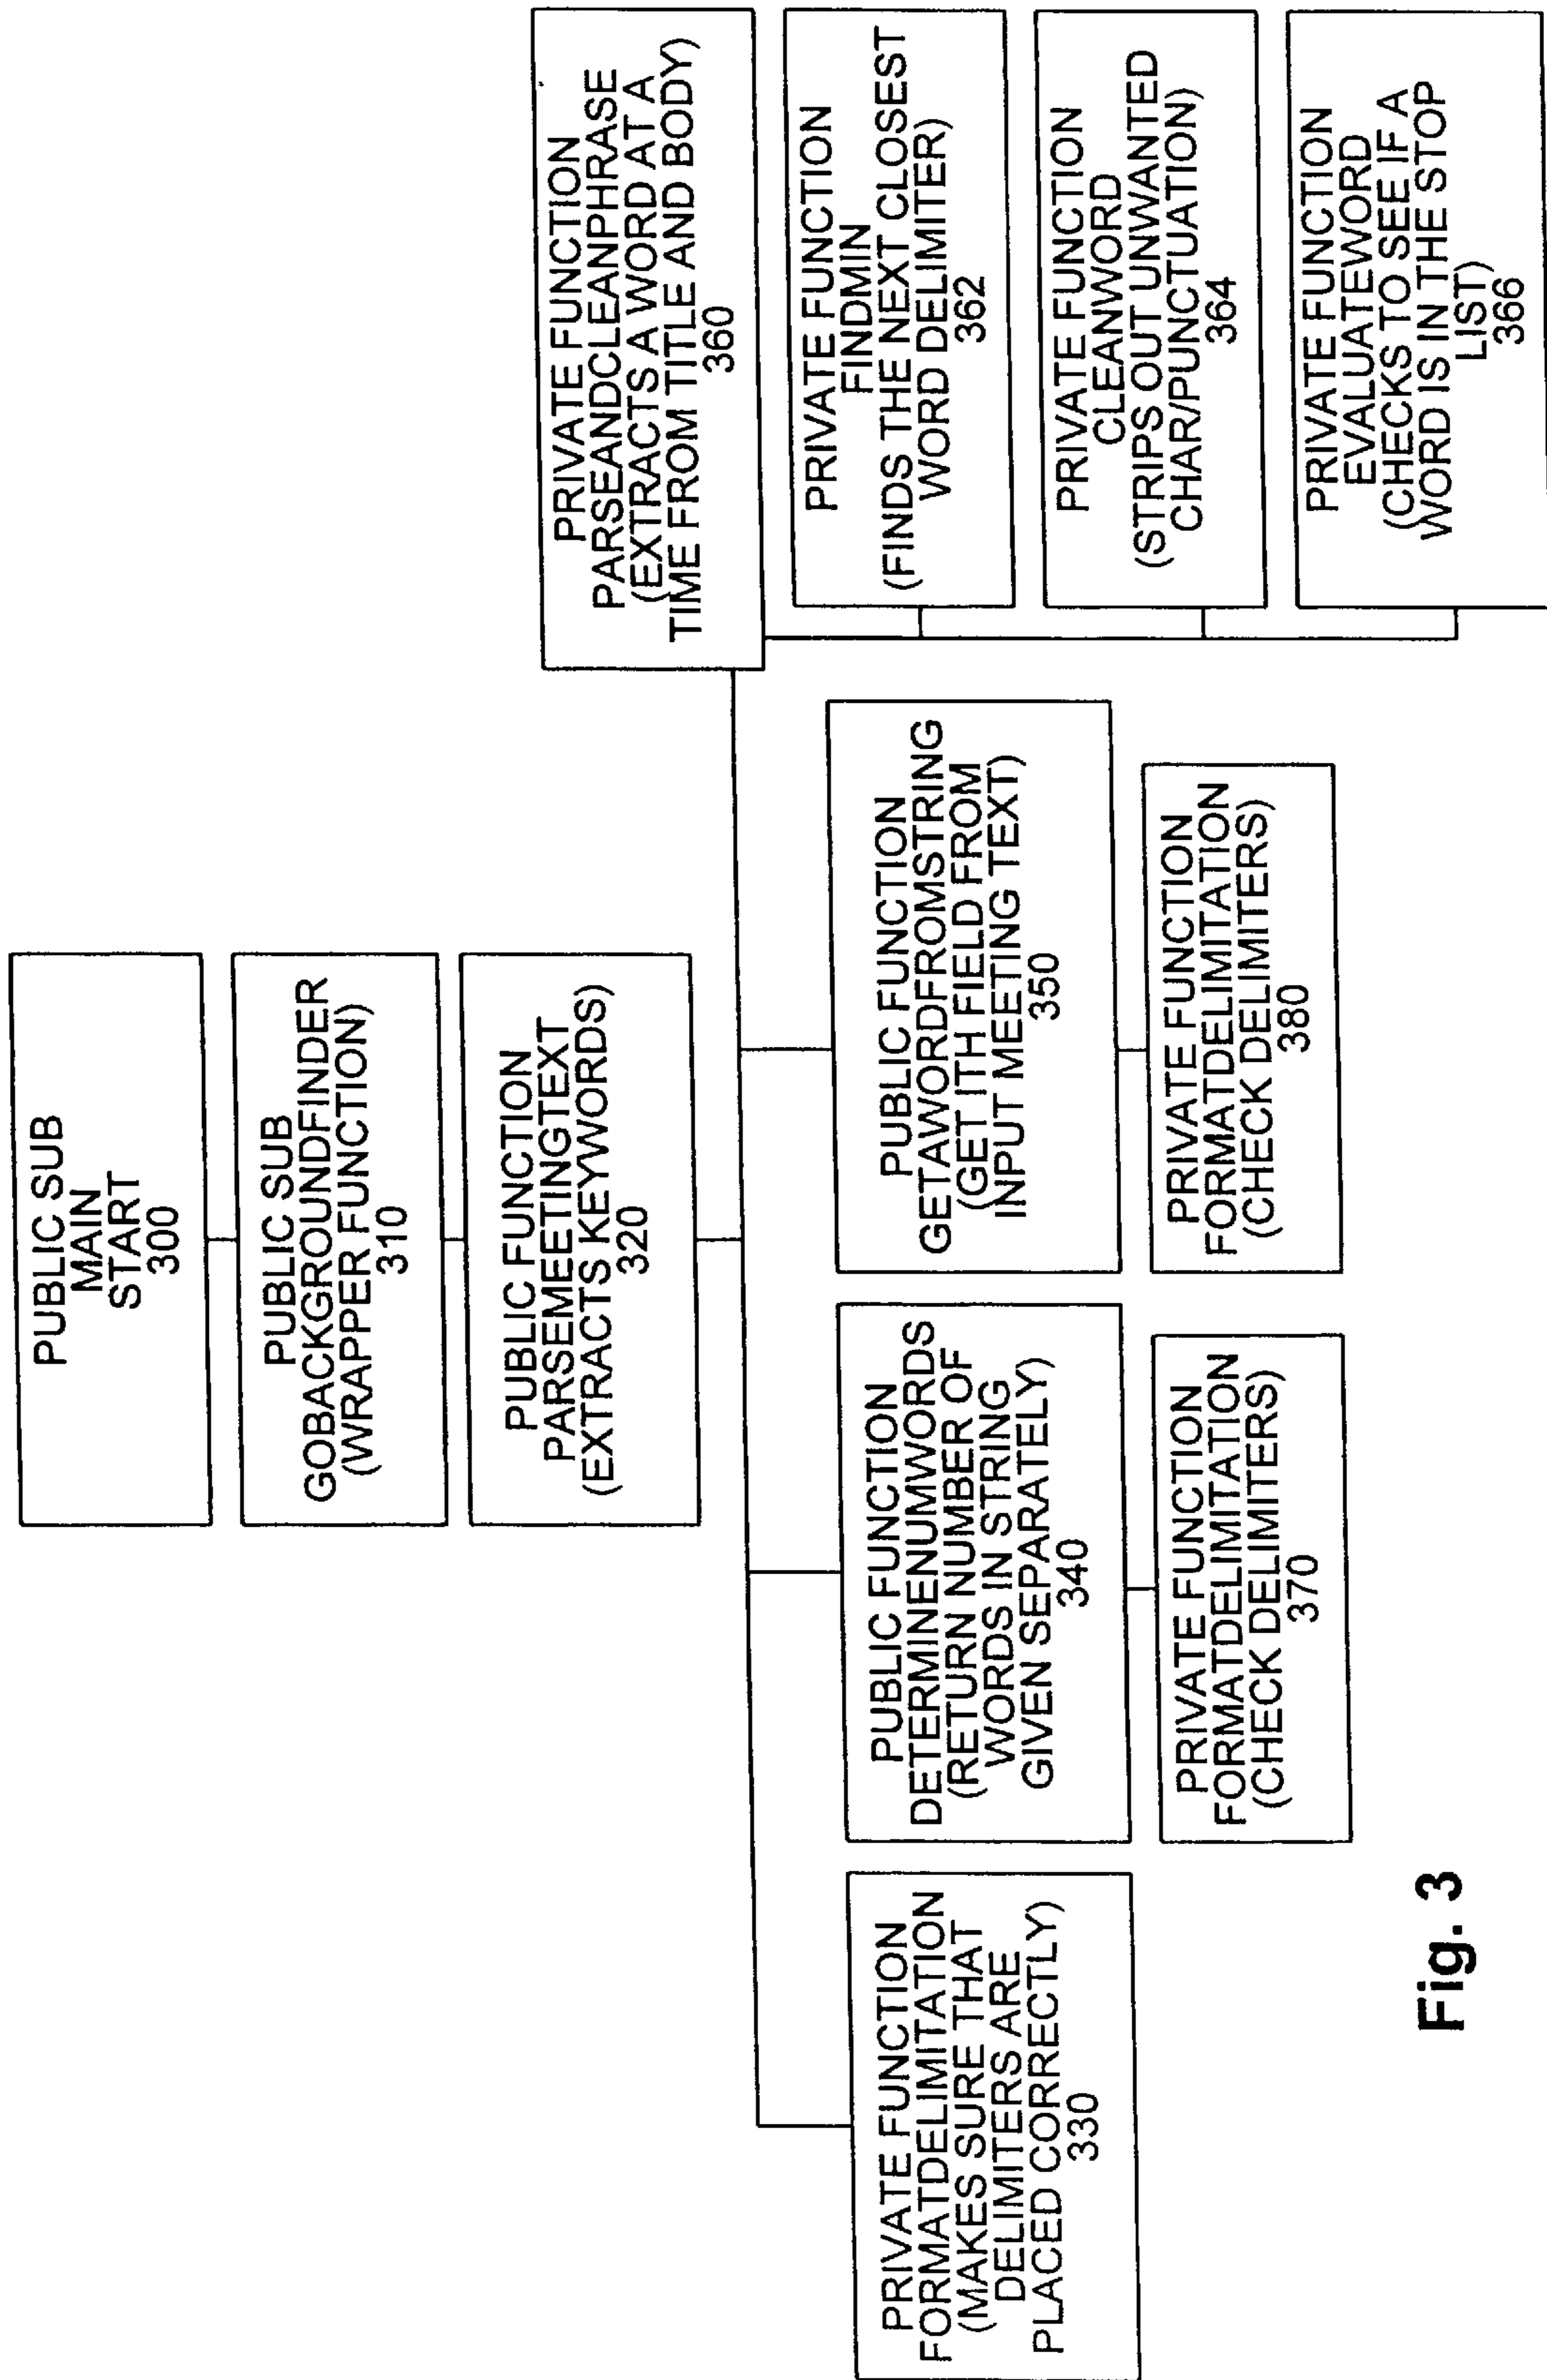 PUBLIC SUB
MAIN
START
300
PUBLIC SUB
GOBACKGROUNDFINDER
(WRAPPER FUNCTION)
310
PUBLIC FUNCTION
PARSEMEETINGTEXT
(EXTRACTS KEYWORDS)
320
PRIVATE FUNCTION
FORMATDELIMITATION
(MAKES SURE THAT
DELIMITERS ARE
PLACED CORRECTLY)
330
PUBLIC FUNCTION
DETERMINENUMWORDS
(RETURN NUMBER OF
WORDS IN STRING
GIVEN SEPARATELY)
340
PRIVATE FUNCTION
FORMATDELIMITATION
(CHECK DELIMITERS)
370
PUBLIC FUNCTION
GETAWORDFROMSTRING
(GET ITH FIELD FROM
INPUT MEETING TEXT)
350
PRIVATE FUNCTION
FORMATDELIMITATION
(CHECK DELIMITERS)
380
PRIVATE FUNCTION
PARSEANDCLEANPHRASE
(EXTRACTS A WORD AT A
TIME FROM TITLE AND BODY)
360
PRIVATE FUNCTION
FINDMIN
(FINDS THE NEXT CLOSEST
WORD DELIMITER)
362
PRIVATE FUNCTION
CLEANWORD
(STRIPS OUT UNWANTED
CHAR/PUNCTUATION)
364
PRIVATE FUNCTION
EVALUATEWORD
(CHECKS TO SEE IF A
WORD IS IN THE STOP
LIST)
366
Fig. 3